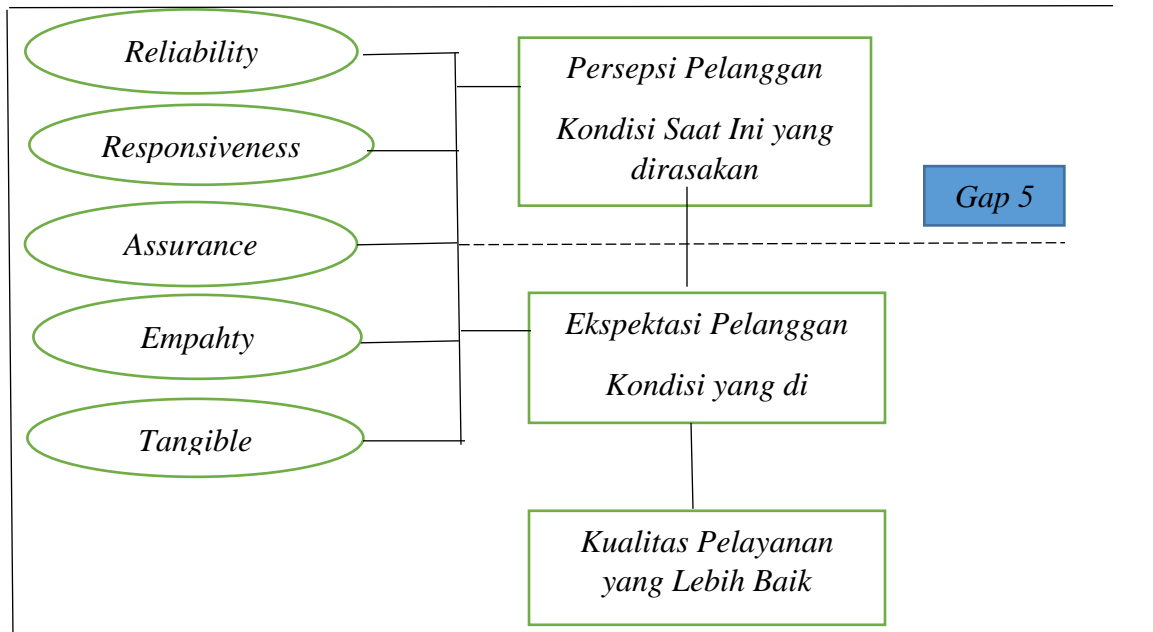 Reliability
Responsiveness
Assurance
Empahty
Tangible
Persepsi Pelanggan
Kondisi Saat Ini yang
dirasakan
Gap 5
Ekspektasi Pelanggan
Kondisi yang di
Kualitas Pelayanan
yang Lebih Baik